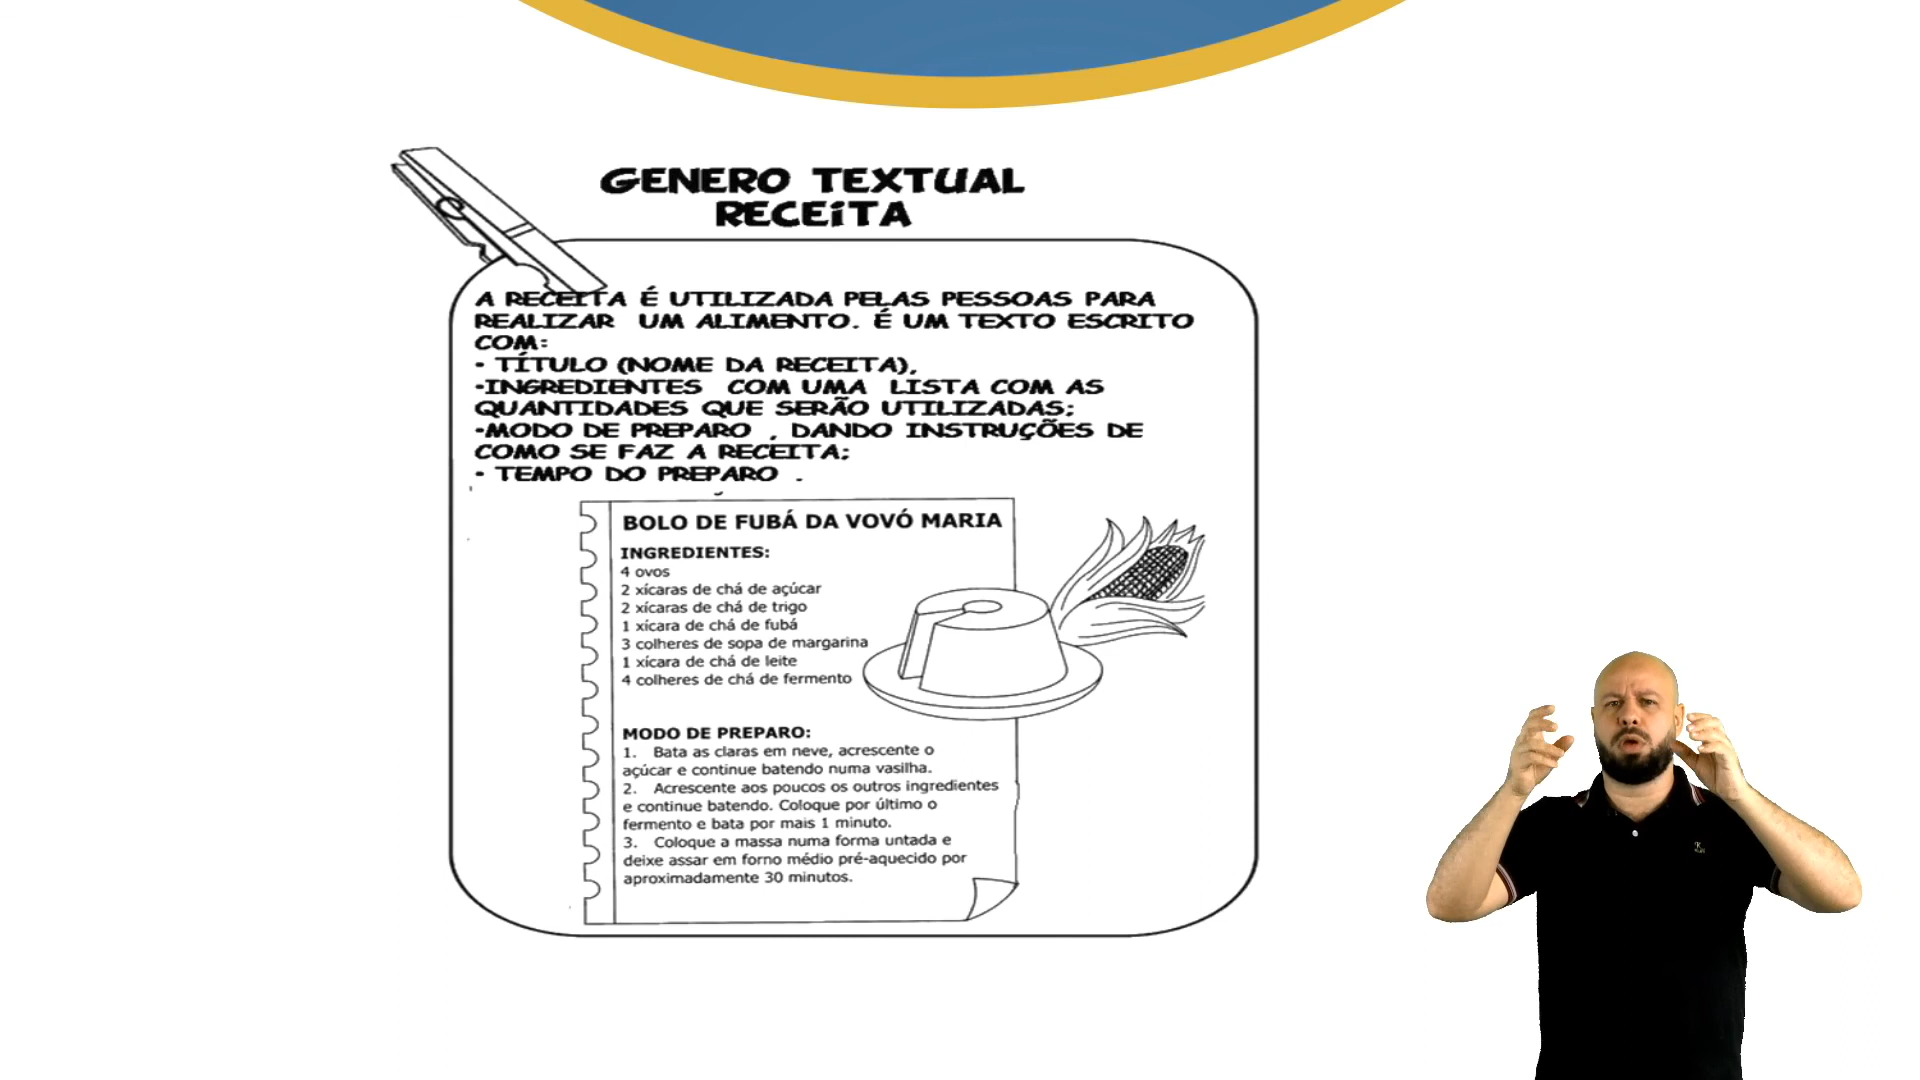 GENERO TEXTUAL
RECEITA
A RECEITA É UTILIZADA PELAS PESSOAS PARA
REALIZAR UM ALIMENTO. É UM TEXTO ESCRITO
COM:
• TÍTULO (NOME DA RECEITA),
•INGREDIENTES COM UMA LISTA COM AS
QUANTIDADES QUE SERÃO UTILIZADAS;
•MODO DE PREPARO , DANDO INSTRUÇÕES DE
COMO SE FAZ A RECEITA;
• TEMPO DO PREPARO .
BOLO DE FUBÁ DA VOVÓ MARIA
INGREDIENTES:
4 ovos
2 xícaras de chá de açúcar
2 xícaras de chá de trigo
1 xícara de chá de fubá
3 colheres de sopa de margarina
1 xícara de chá de leite
4 colheres de chá de fermento
MODO DE PREPARO:
1. Bata as claras em neve, acrescente o
açúcar e continue batendo numa vasilha.
2. Acrescente aos poucos os outros ingredientes
e continue batendo. Coloque por último o
fermento e bata por mais 1 minuto.
3. Coloque a massa numa forma untada e
deixe assar em forno médio pré-aquecido por
aproximadamente 30 minutos.